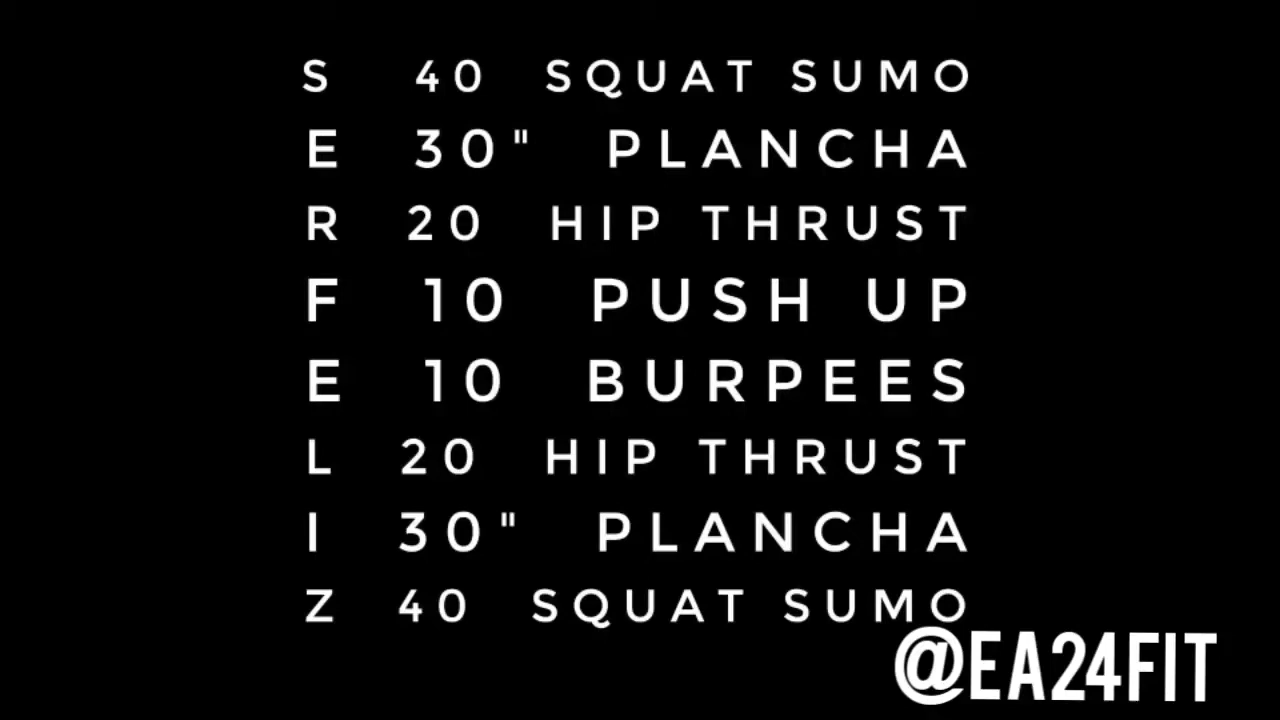 S 40 SQUAT SUMO
E 30" PLANCHA
R 20 HIP THRUST
F 10 PUSH UP
E 10 BURPEES
L 20 HIP THRUST
I 30" PLANCHA
Z 40 SQUAT SUMO
@EA24FIT